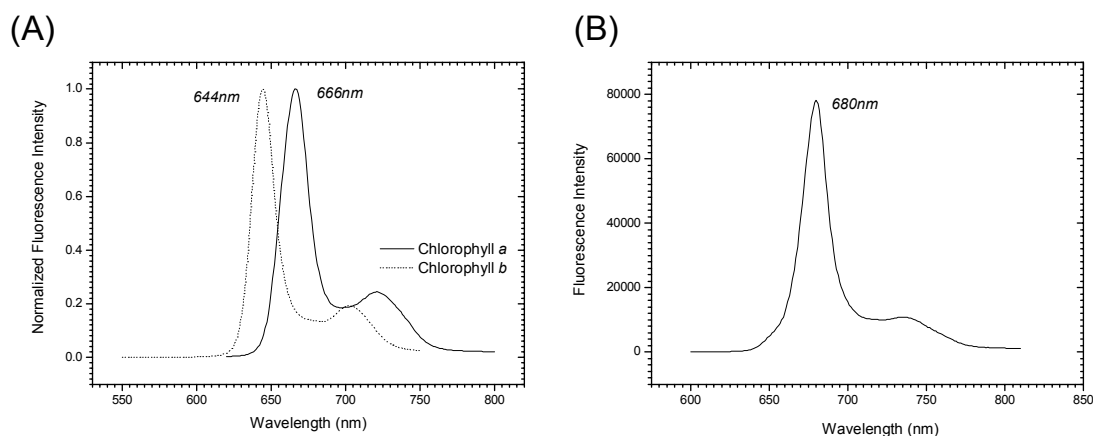 (A)
(B)
644nm
666nm
1.0
0.8
0.6
0.4
0.2
0.0
Normalized Fluorescence Intensity
Chlorophyll a
Chlorophyll b
550 600 650 700 750 800
Wavelength (nm)
680nm
80000
60000
40000
20000
0
Fluorescence Intensity
600 650 700 750 800 850
Wavelength (nm)